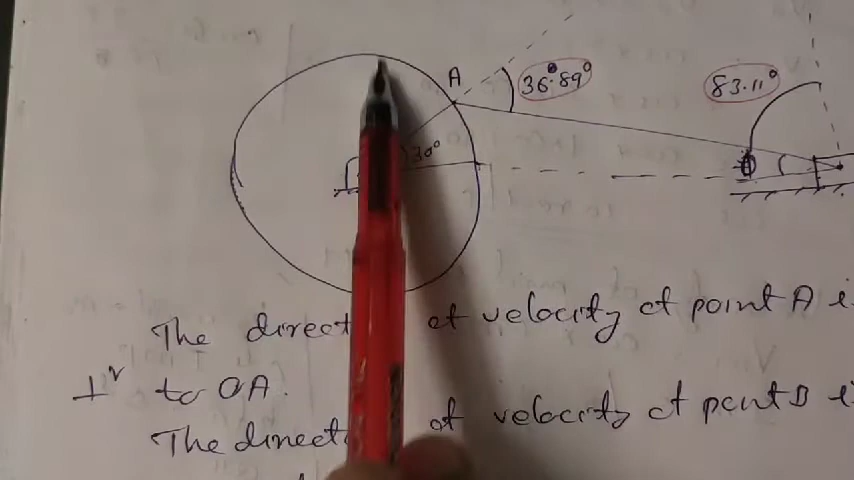 A
36.89°
83.11°
30°
The direct of velocity of point A i
⊥r to OA.
The direct of velocity of point B i